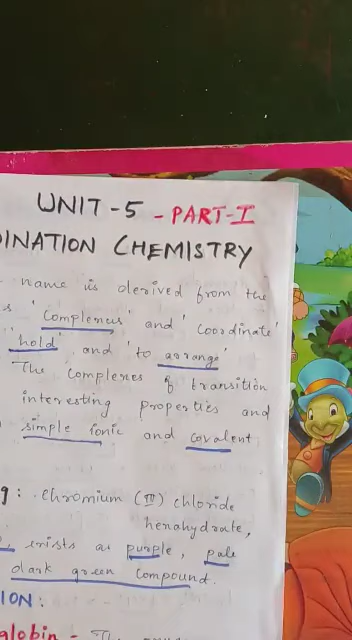 UNIT-5 - PART-I
DINATION CHEMISTRY
name is derived from the
'Complexus' and 'Coordinate'
'hold' and 'to arrange'
The complexes of transition
interesting properties and
simple ionic and covalent
g: Chromium (III) chloride
hexahydrate,
exists as purple, pale
dark green compound.
ION:
globin - The